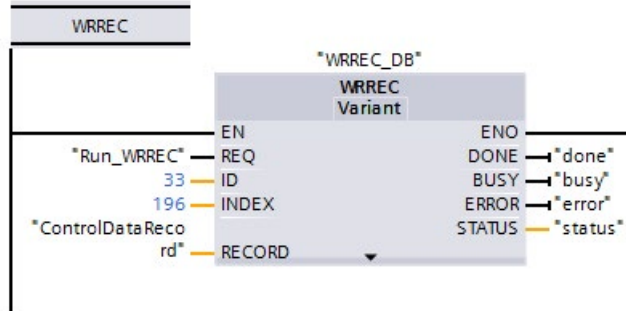 WRREC
"WRREC_DB"
WRREC
Variant
EN ENO
"Run_WRREC" REQ DONE "done"
33 ID BUSY "busy"
196 INDEX ERROR "error"
"ControlDataReco STATUS "status"
rd" RECORD